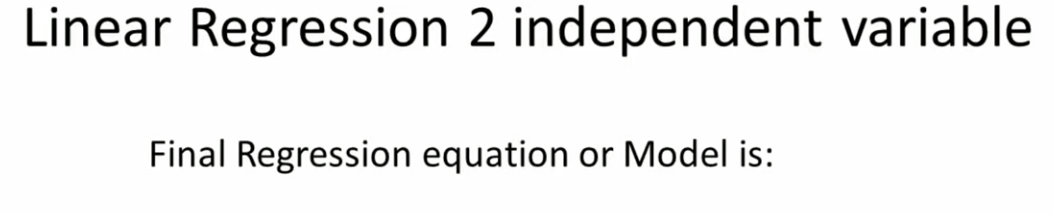 Linear Regression 2 independent variable
Final Regression equation or Model is: